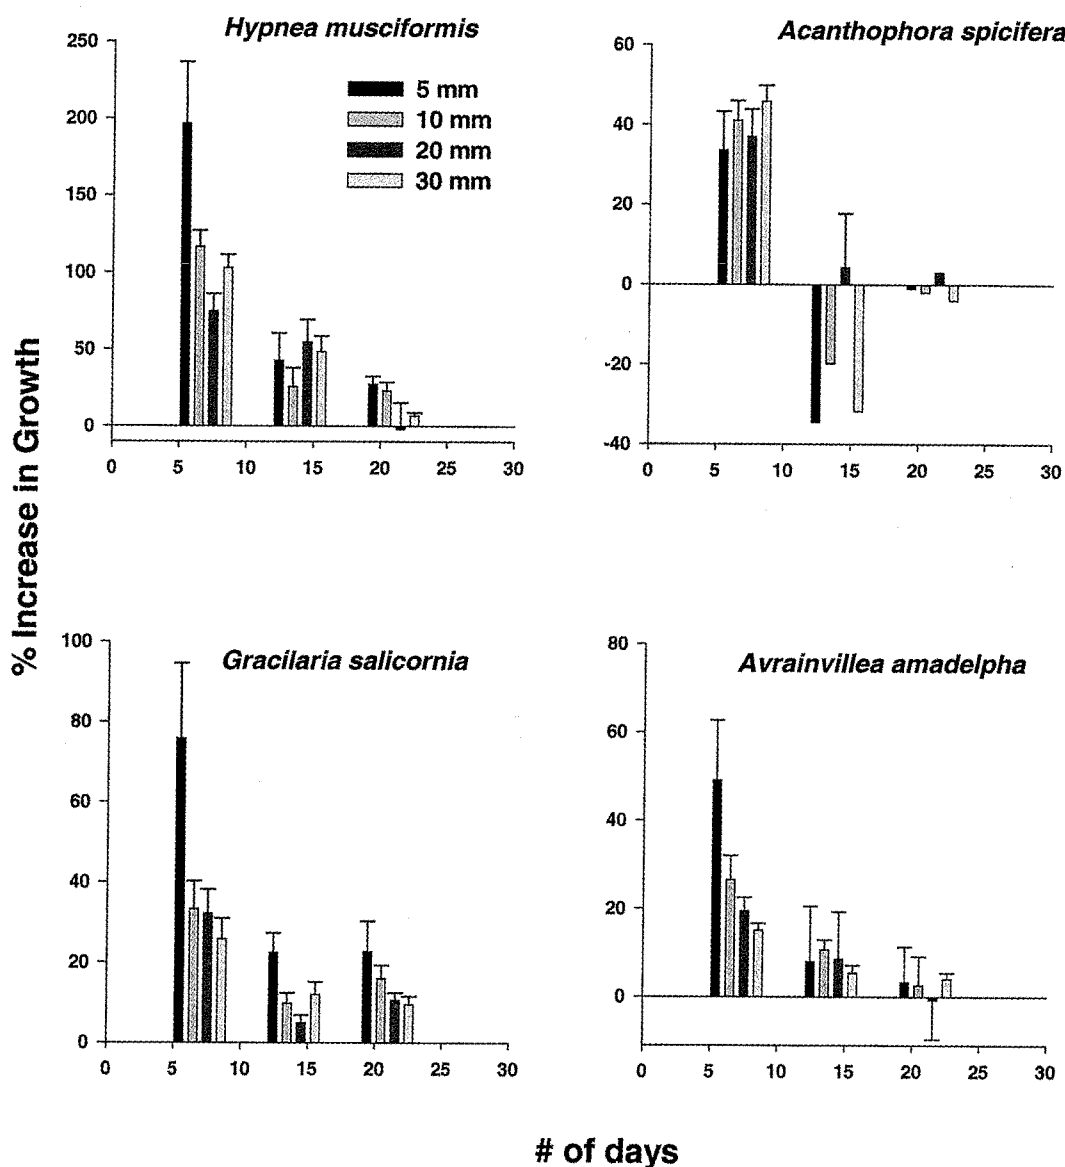 Hypnea musciformis
250
200
150
100
50
0
0 5 10 15 20 25 30
5 mm
10 mm
20 mm
30 mm
Acanthophora spicifera
60
40
20
0
-20
-40
0 5 10 15 20 25 30
% Increase in Growth
Gracilaria salicornia
100
80
60
40
20
0
0 5 10 15 20 25 30
Avrainvillea amadelpha
80
60
40
20
0
0 5 10 15 20 25 30
# of days